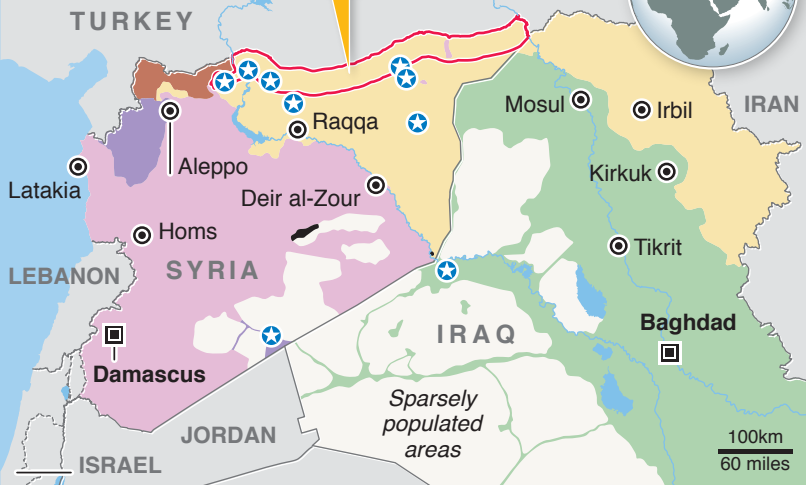 TURKEY
Mosul
Irbil
IRAN
Raqqa
Aleppo
Kirkuk
Latakia
Deir al-Zour
Homs
Tikrit
LEBANON
SYRIA
Baghdad
IRAQ
Damascus
Sparsely
populated
areas
JORDAN
100km
60 miles
ISRAEL